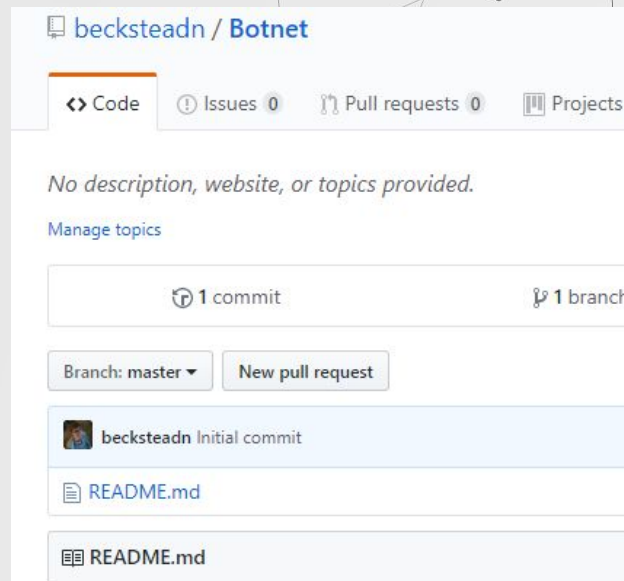 becksteadn / Botnet
Code Issues 0 Pull requests 0 Projects
No description, website, or topics provided.
Manage topics
1 commit 1 branch
Branch: master New pull request
becksteadn Initial commit
README.md
README.md